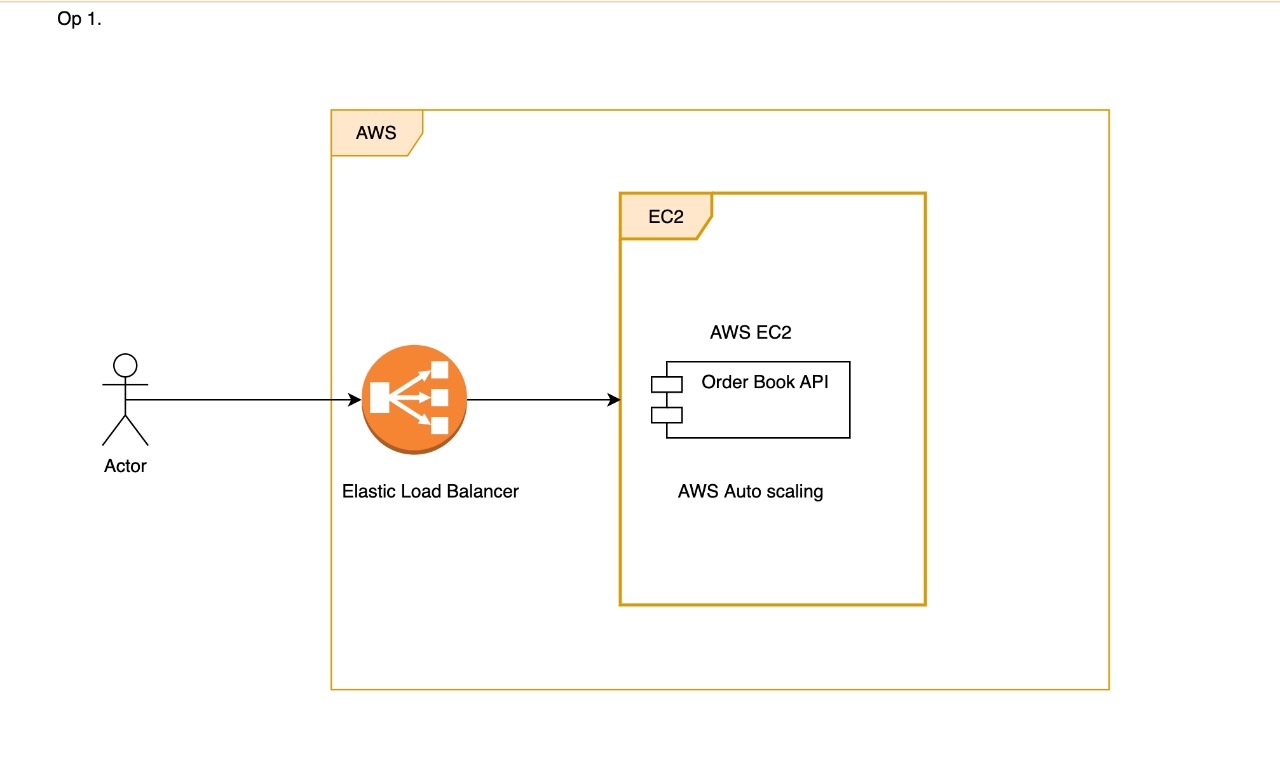 Op 1.
AWS
EC2
AWS EC2
Order Book API
Actor
Elastic Load Balancer
AWS Auto scaling